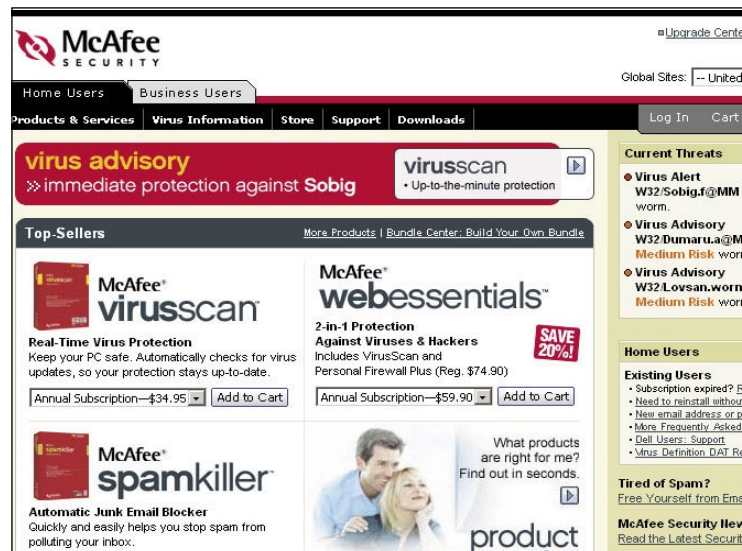 McAfee
SECURITY
Upgrade Cente
Global Sites: -- United
Home Users Business Users
Products & Services Virus Information Store Support Downloads
Log In Cart
virus advisory
» immediate protection against Sobig
virusscan
• Up-to-the-minute protection
Top-Sellers
More Products | Bundle Center: Build Your Own Bundle
McAfee®
virusscan™
Real-Time Virus Protection
Keep your PC safe. Automatically checks for virus
updates, so your protection stays up-to-date.
Annual Subscription—$34.95 Add to Cart
McAfee®
webessentials™
2-in-1 Protection
Against Viruses & Hackers
Includes VirusScan and
Personal Firewall Plus (Reg. $74.90)
SAVE
20%!
Annual Subscription—$59.90 Add to Cart
McAfee®
spamkiller™
Automatic Junk Email Blocker
Quickly and easily helps you stop spam from
polluting your inbox.
What products
are right for me?
Find out in seconds.
product
Current Threats
Virus Alert
W32/Sobig.f@MM
worm.
Virus Advisory
W32/Dumaru.a@M
Medium Risk wor
Virus Advisory
W32/Lovsan.worm
Medium Risk wor
Home Users
Existing Users
• Subscription expired?
• Need to reinstall withou
• New email address or p
• More Frequently Asked
• Dell Users: Support
• Virus Definition DAT Re
Tired of Spam?
Free Yourself from Ema
McAfee Security New
Read the Latest Securit